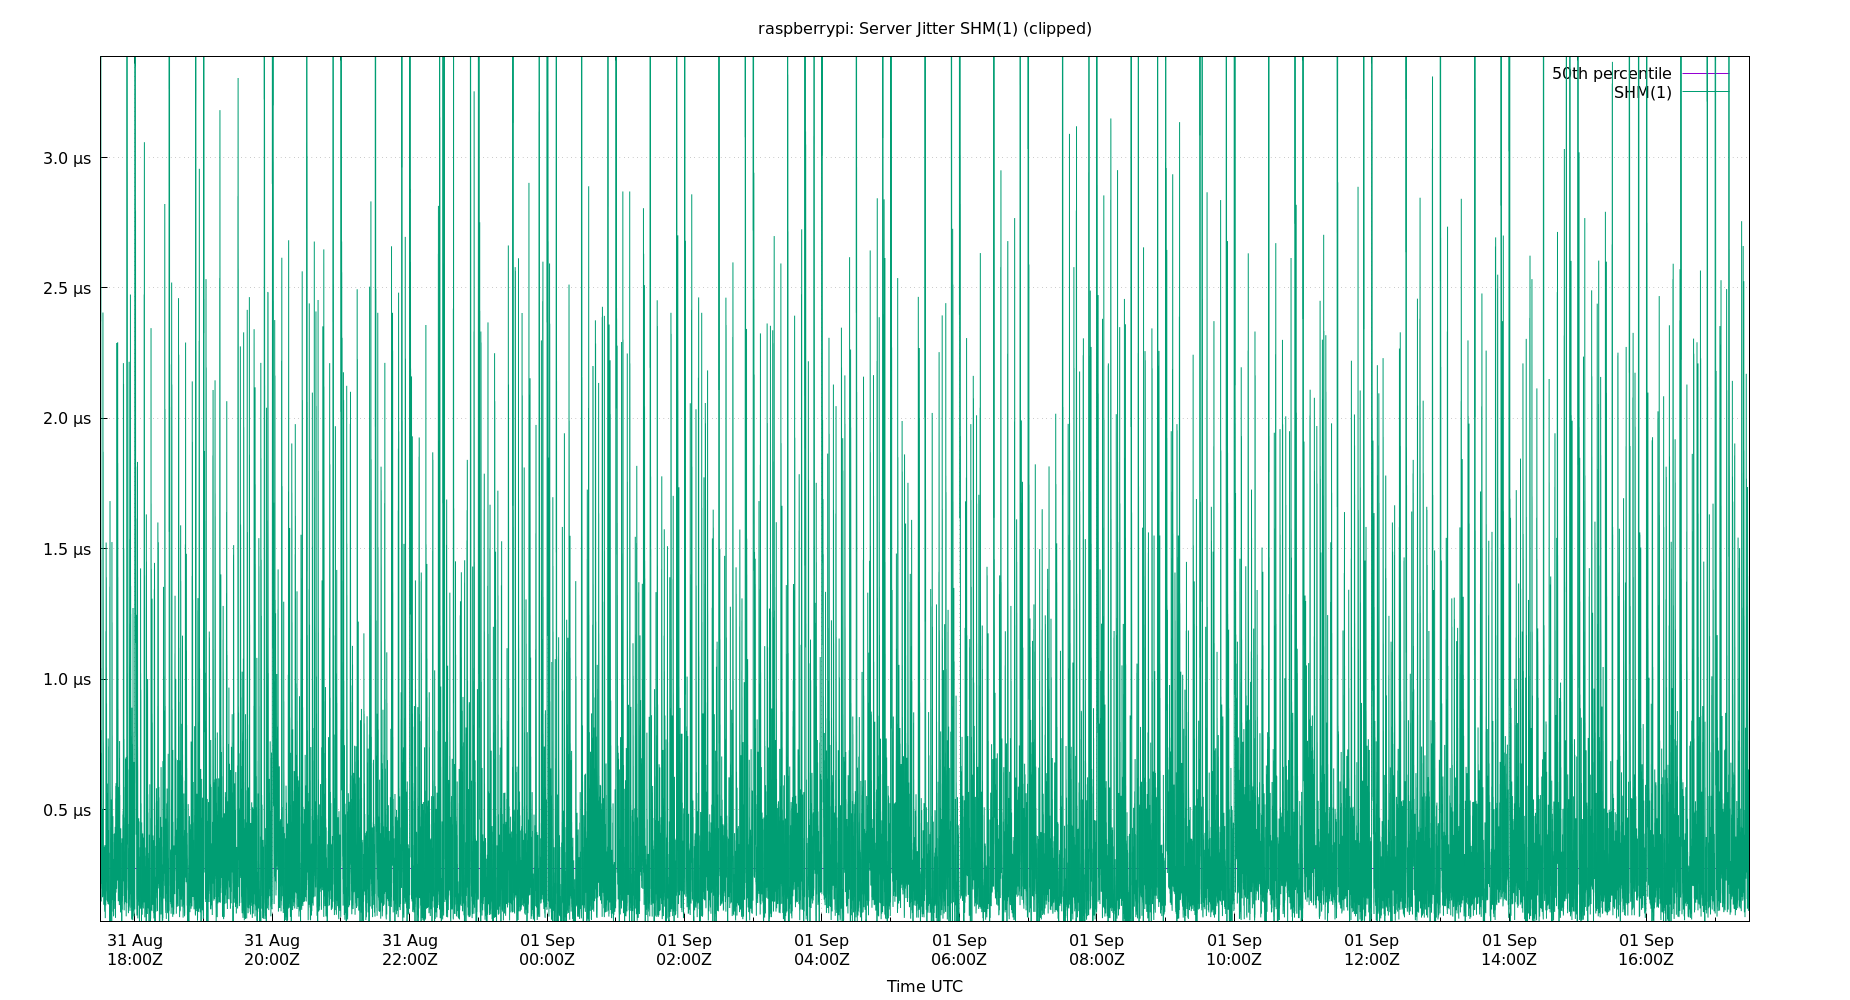 raspberrypi: Server Jitter SHM(1) (clipped)
50th percentile
SHM(1)
3.0 µs
2.5 µs
2.0 µs
1.5 µs
1.0 µs
0.5 µs
31 Aug 31 Aug 31 Aug 01 Sep 01 Sep 01 Sep 01 Sep 01 Sep 01 Sep 01 Sep 01 Sep 01 Sep
18:00Z 20:00Z 22:00Z 00:00Z 02:00Z 04:00Z 06:00Z 08:00Z 10:00Z 12:00Z 14:00Z 16:00Z
Time UTC